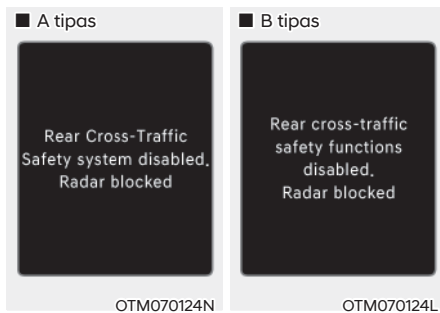 ■ A tipas
Rear Cross-Traffic
Safety system disabled.
Radar blocked
OTM070124N
■ B tipas
Rear cross-traffic
safety functions
disabled.
Radar blocked
OTM070124L